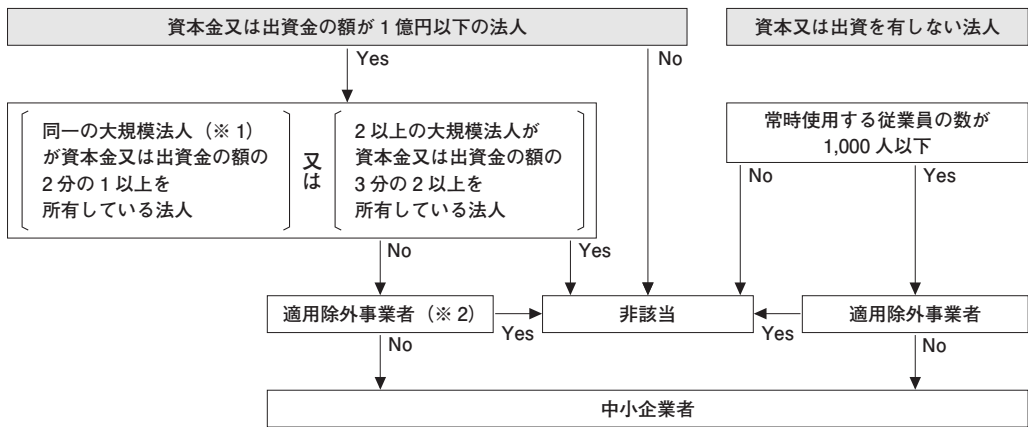 資本金又は出資金の額が1億円以下の法人
資本又は出資を有しない法人
Yes
No
同一の大規模法人（※1）
が資本金又は出資金の額の
2分の1以上を
所有している法人
又は
2以上の大規模法人が
資本金又は出資金の額の
3分の2以上を
所有している法人
常時使用する従業員の数が
1,000人以下
No
Yes
No
Yes
適用除外事業者（※2）
Yes
非該当
Yes
適用除外事業者
No
No
中小企業者